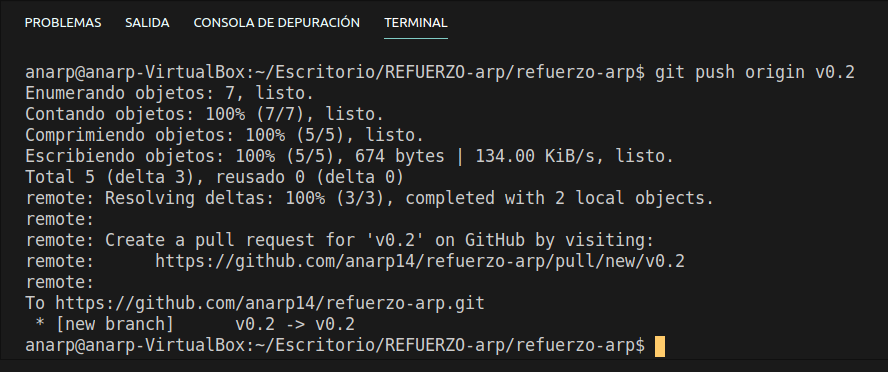 PROBLEMAS SALIDA CONSOLA DE DEPURACIÓN TERMINAL
anarp@anarp-VirtualBox:~/Escritorio/REFUERZO-arp/refuerzo-arp$ git push origin v0.2
Enumerando objetos: 7, listo.
Contando objetos: 100% (7/7), listo.
Comprimiendo objetos: 100% (5/5), listo.
Escribiendo objetos: 100% (5/5), 674 bytes | 134.00 KiB/s, listo.
Total 5 (delta 3), reusado 0 (delta 0)
remote: Resolving deltas: 100% (3/3), completed with 2 local objects.
remote:
remote: Create a pull request for 'v0.2' on GitHub by visiting:
remote:      https://github.com/anarp14/refuerzo-arp/pull/new/v0.2
remote:
To https://github.com/anarp14/refuerzo-arp.git
 * [new branch]      v0.2 -> v0.2
anarp@anarp-VirtualBox:~/Escritorio/REFUERZO-arp/refuerzo-arp$